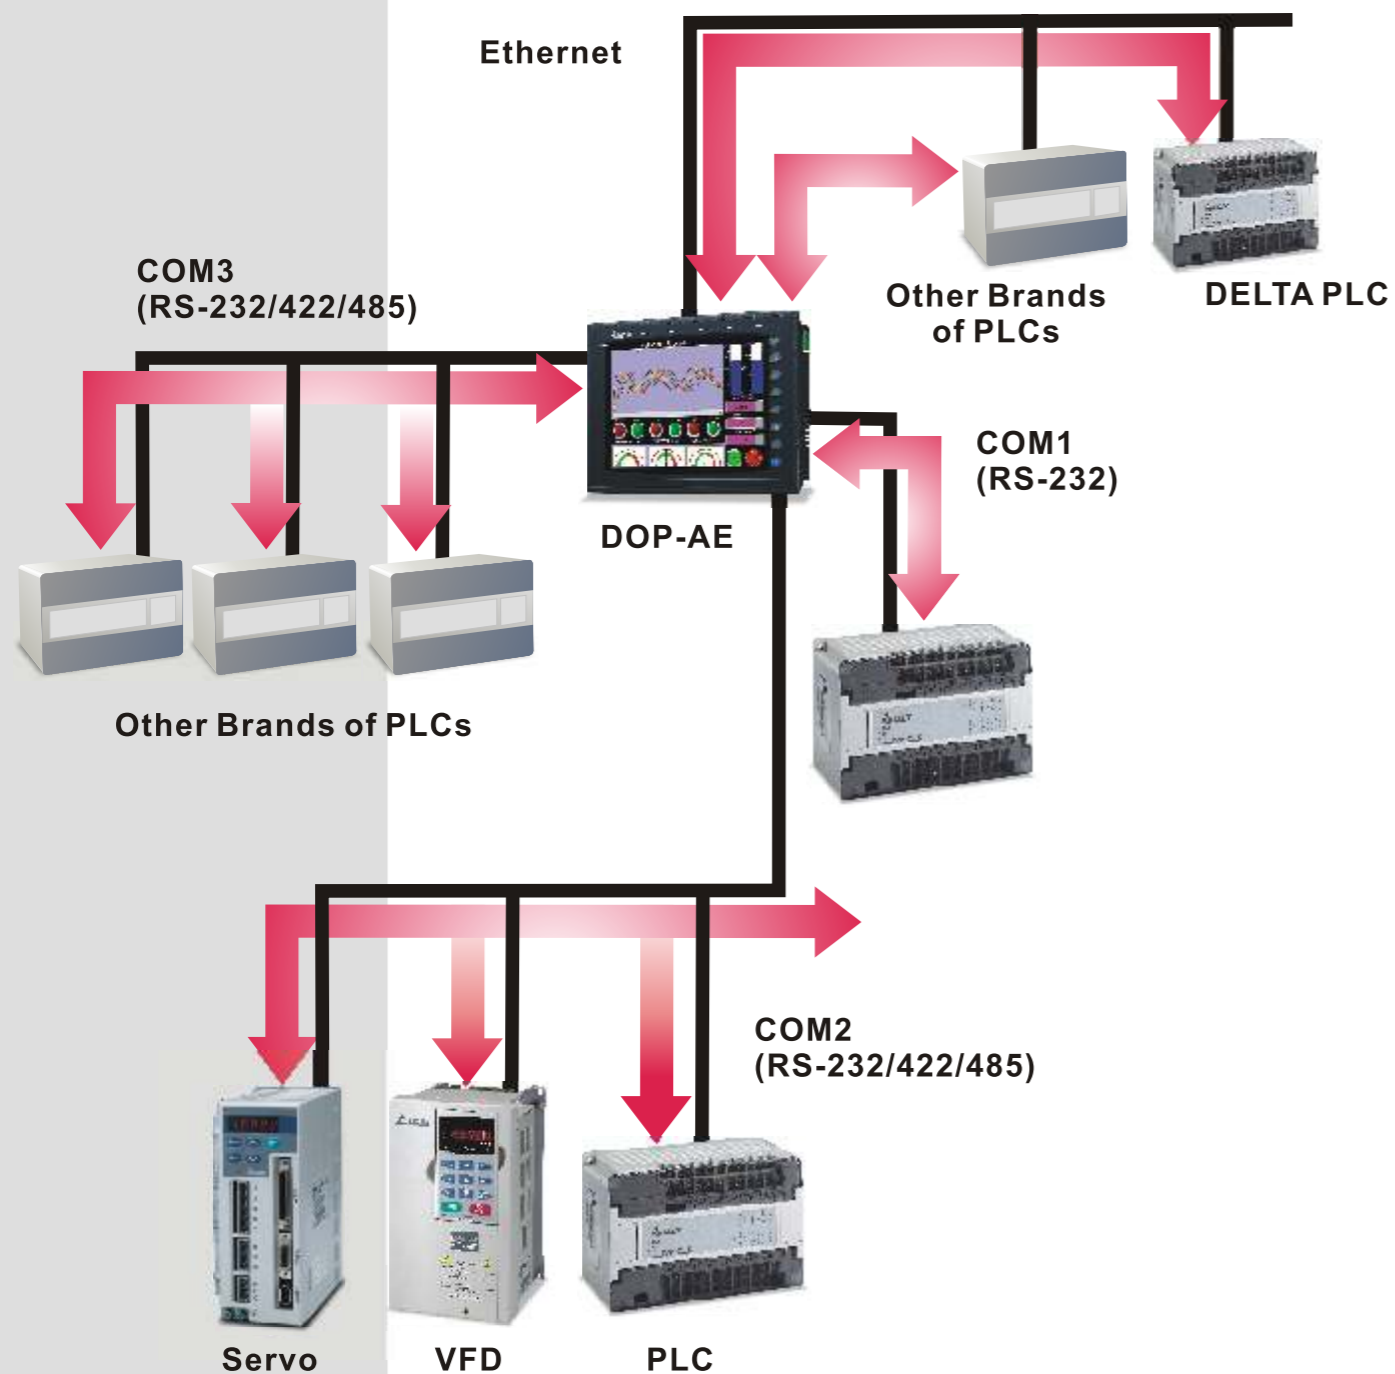 Ethernet
COM3
(RS-232/422/485)
Other Brands
of PLCs
DELTA PLC
COM1
(RS-232)
DOP-AE
Other Brands of PLCs
COM2
(RS-232/422/485)
Servo
VFD
PLC